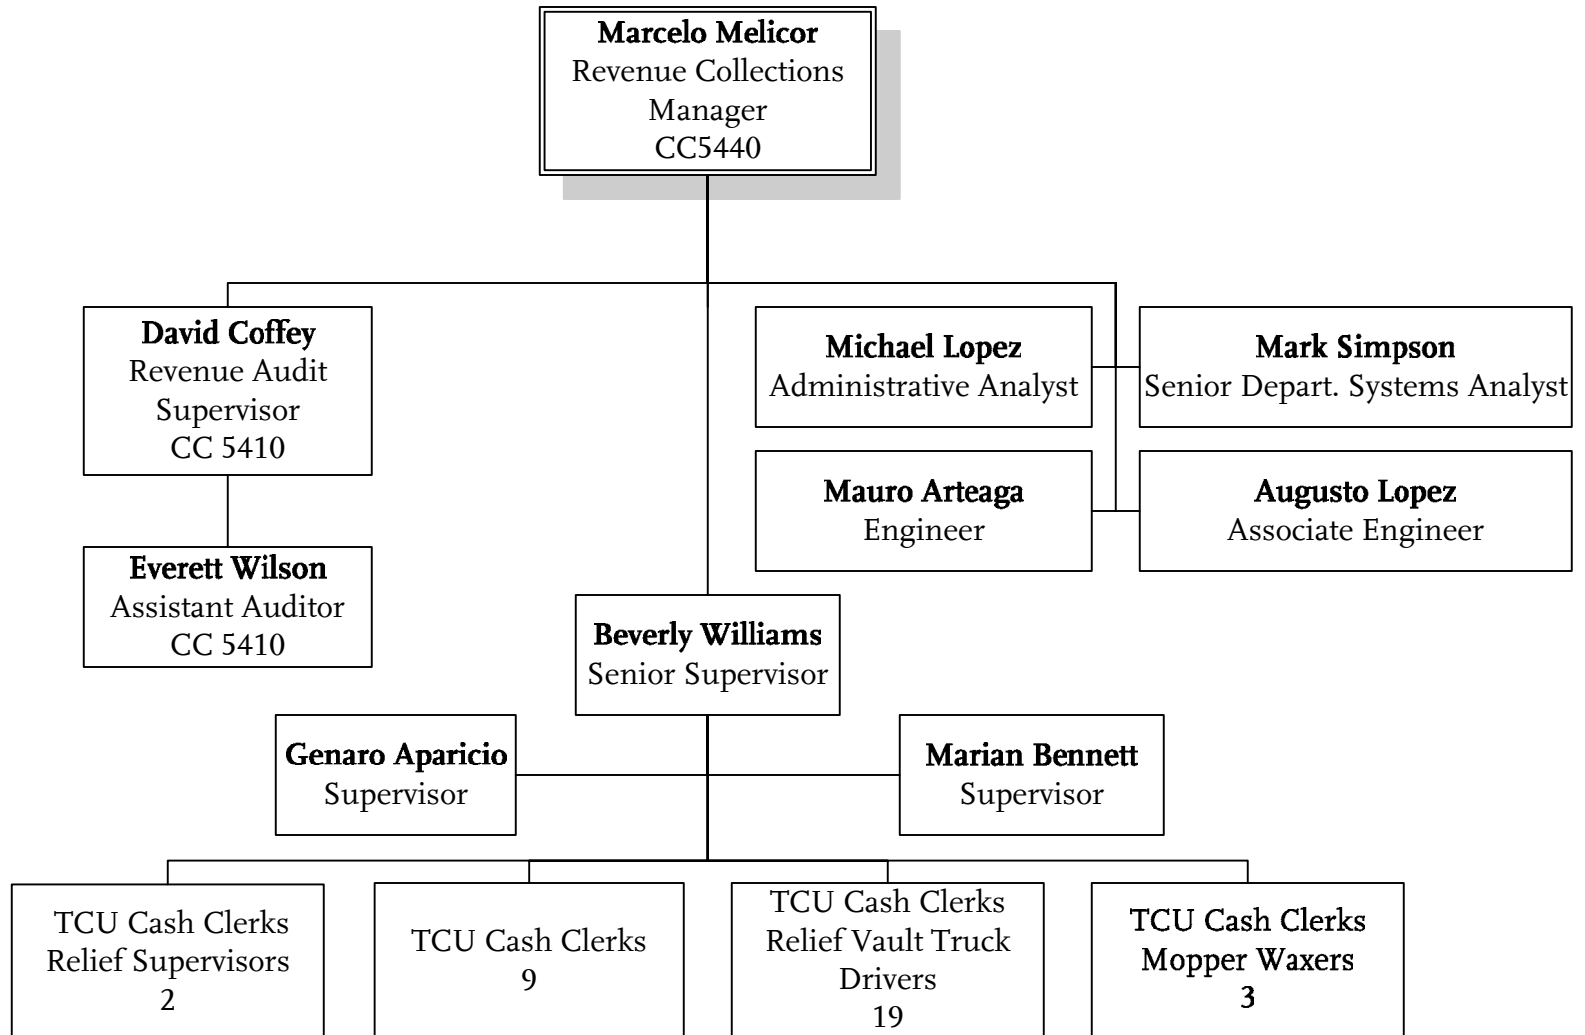 Marcelo Melicor
Revenue Collections
Manager
CC5440
David Coffey
Revenue Audit
Supervisor
CC 5410
Michael Lopez
Administrative Analyst
Mark Simpson
Senior Depart. Systems Analyst
Mauro Arteaga
Engineer
Augusto Lopez
Associate Engineer
Everett Wilson
Assistant Auditor
CC 5410
Beverly Williams
Senior Supervisor
Genaro Aparicio
Supervisor
Marian Bennett
Supervisor
TCU Cash Clerks
Relief Supervisors
2
TCU Cash Clerks
9
TCU Cash Clerks
Relief Vault Truck
Drivers
19
TCU Cash Clerks
Mopper Waxers
3